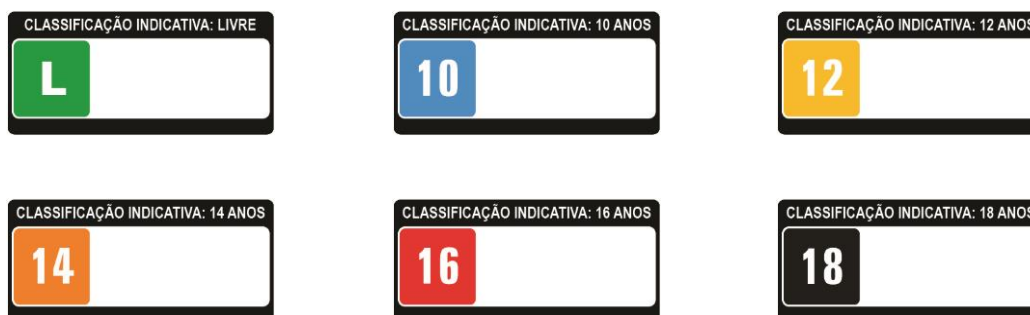 CLASSIFICAÇÃO INDICATIVA: LIVRE
L
CLASSIFICAÇÃO INDICATIVA: 10 ANOS
10
CLASSIFICAÇÃO INDICATIVA: 12 ANOS
12
CLASSIFICAÇÃO INDICATIVA: 14 ANOS
14
CLASSIFICAÇÃO INDICATIVA: 16 ANOS
16
CLASSIFICAÇÃO INDICATIVA: 18 ANOS
18